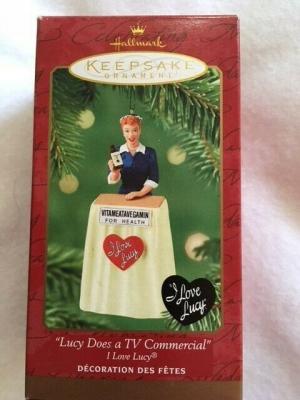 Hallmark
KEEPSAKE
ORNAMENT
VITAMEATAVEGAMIN
FOR HEALTH
I Love
Lucy
"I Love
Lucy®
"Lucy Does a TV Commercial"
I Love Lucy®
DÉCORATION DES FÊTES